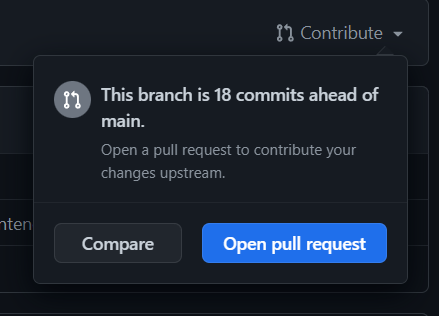 Contribute
This branch is 18 commits ahead of
main.
Open a pull request to contribute your
changes upstream.
nten
Compare
Open pull request